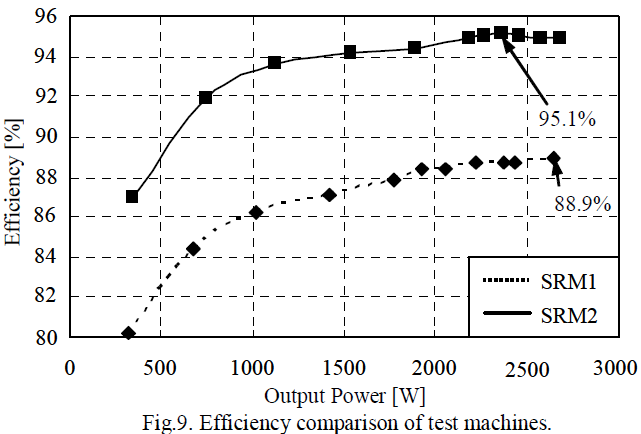 96
94
92
90
88
86
84
82
80
Efficiency [%]
95.1%
88.9%
SRM1
SRM2
0 500 1000 1500 2000 2500 3000
Output Power [W]
Fig.9. Efficiency comparison of test machines.